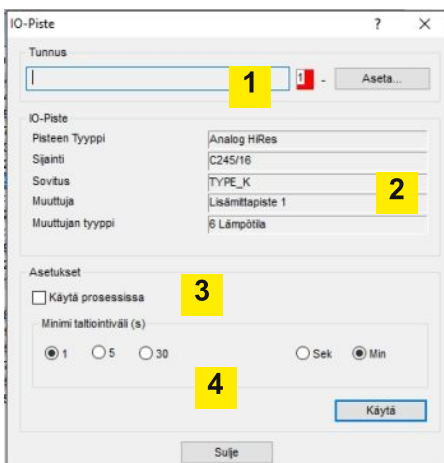 IO-Piste ? ×
Tunnus
1 1 - Aseta...
IO-Piste
Pisteen Tyyppi Analog HiRes
Sijainti C245/16
Sovitus TYPE_K 2
Muuttuja Lisämittapiste 1
Muuttujan tyyppi 6 Lämpötila
Asetukset
Käytä prosessissa 3
Minimi taltiointiväli (s)
1 5 30 Sek Min
4
Käytä
Sulje